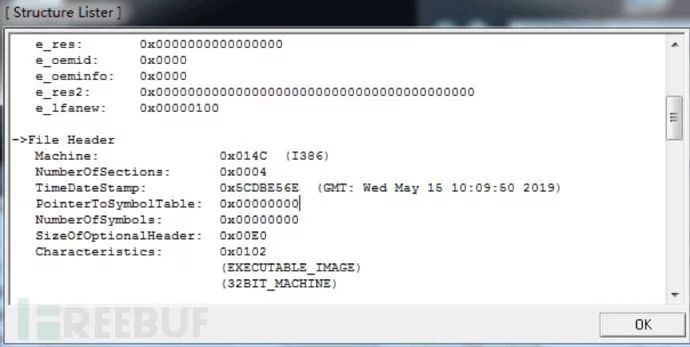 [ Structure Lister ]
e_res: 0x0000000000000000
e_oemid: 0x0000
e_oeminfo: 0x0000
e_res2: 0x0000000000000000000000000000000000000000
e_lfanew: 0x00000100
->File Header
Machine: 0x014C (I386)
NumberOfSections: 0x0004
TimeDateStamp: 0x5CDBE56E (GMT: Wed May 15 10:09:50 2019)
PointerToSymbolTable: 0x00000000
NumberOfSymbols: 0x00000000
SizeOfOptionalHeader: 0x00E0
Characteristics: 0x0102
(EXECUTABLE_IMAGE)
(32BIT_MACHINE)
FREEBUF
OK